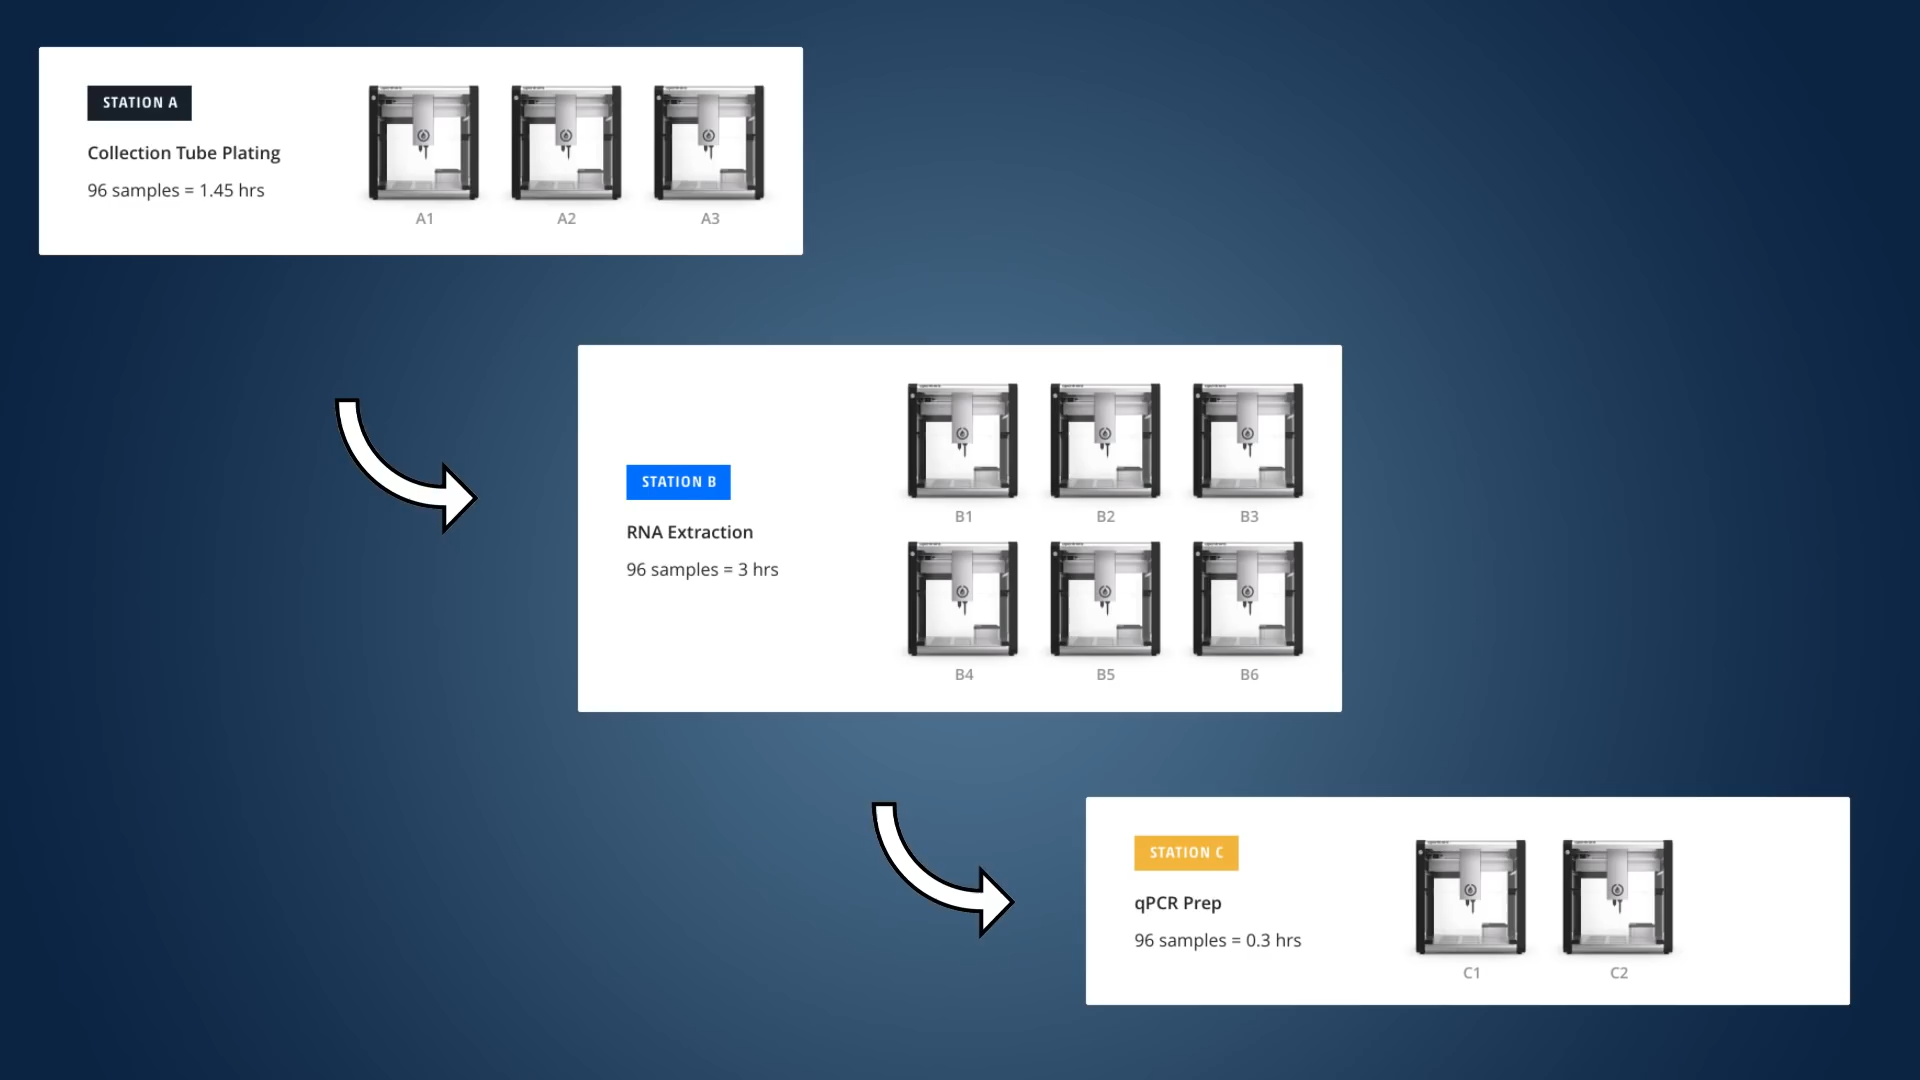 STATION A
Collection Tube Plating
96 samples = 1.45 hrs
A1
A2
A3
STATION B
RNA Extraction
96 samples = 3 hrs
B1
B2
B3
B4
B5
B6
STATION C
qPCR Prep
96 samples = 0.3 hrs
C1
C2